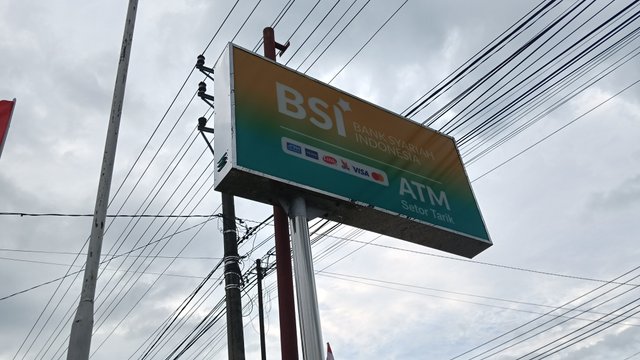 BSI BANK SYARIAH
INDONESIA
VISA
ATM
Setor Tarik